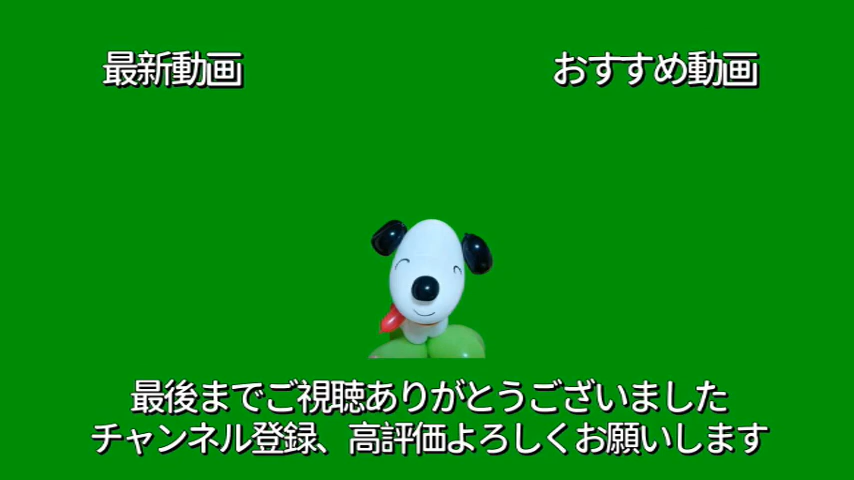 最新動画
おすすめ動画
最後までご視聴ありがとうございました
チャンネル登録、高評価よろしくお願いします